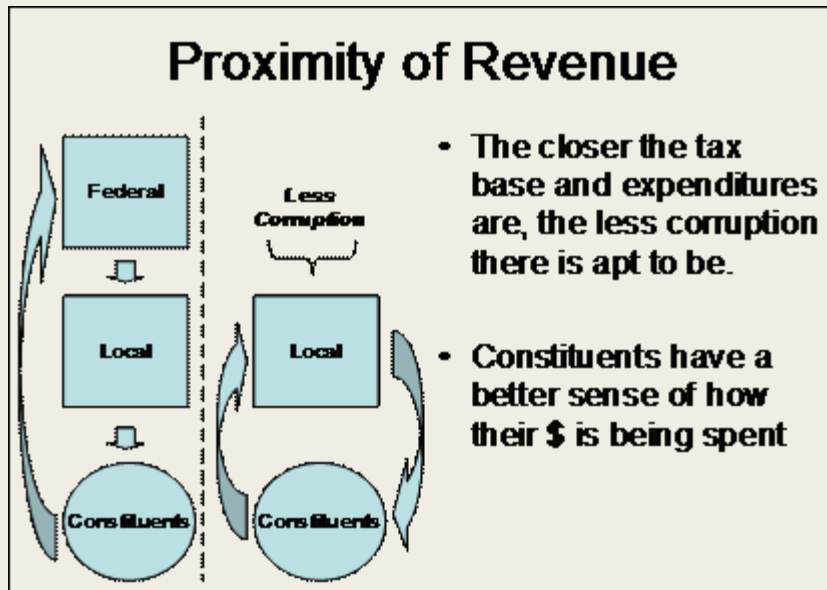 Proximity of Revenue
Federal
Local
Constituents
Less
Corruption
Local
Constituents
• The closer the tax
base and expenditures
are, the less corruption
there is apt to be.
• Constituents have a
better sense of how
their $ is being spent